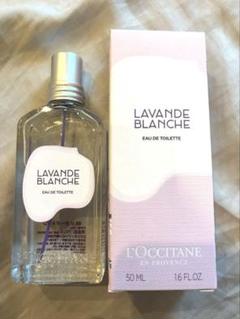 LAVANDE
BLANCHE
EAU DE TOILETTE
LAVANDE
BLANCHE
EAU DE TOILETTE
L'OCCITANE
EN PROVENCE
50 ML
1.6 FL.OZ.